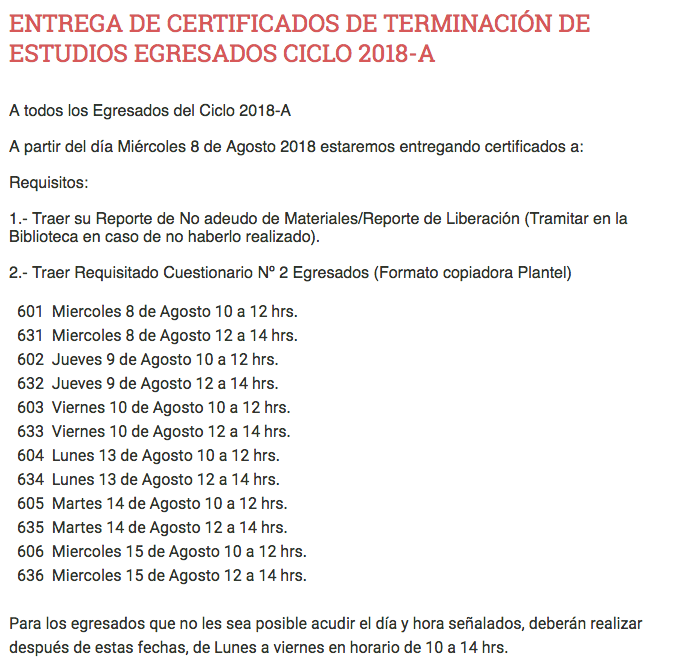 ENTREGA DE CERTIFICADOS DE TERMINACIÓN DE
ESTUDIOS EGRESADOS CICLO 2018-A
A todos los Egresados del Ciclo 2018-A
A partir del día Miércoles 8 de Agosto 2018 estaremos entregando certificados a:
Requisitos:
1.- Traer su Reporte de No adeudo de Materiales/Reporte de Liberación (Tramitar en la
Biblioteca en caso de no haberlo realizado).
2.- Traer Requisitado Cuestionario Nº 2 Egresados (Formato copiadora Plantel)
601 Miercoles 8 de Agosto 10 a 12 hrs.
631 Miercoles 8 de Agosto 12 a 14 hrs.
602 Jueves 9 de Agosto 10 a 12 hrs.
632 Jueves 9 de Agosto 12 a 14 hrs.
603 Viernes 10 de Agosto 10 a 12 hrs.
633 Viernes 10 de Agosto 12 a 14 hrs.
604 Lunes 13 de Agosto 10 a 12 hrs.
634 Lunes 13 de Agosto 12 a 14 hrs.
605 Martes 14 de Agosto 10 a 12 hrs.
635 Martes 14 de Agosto 12 a 14 hrs.
606 Miercoles 15 de Agosto 10 a 12 hrs.
636 Miercoles 15 de Agosto 12 a 14 hrs.
Para los egresados que no les sea posible acudir el día y hora señalados, deberán realizar
después de estas fechas, de Lunes a viernes en horario de 10 a 14 hrs.